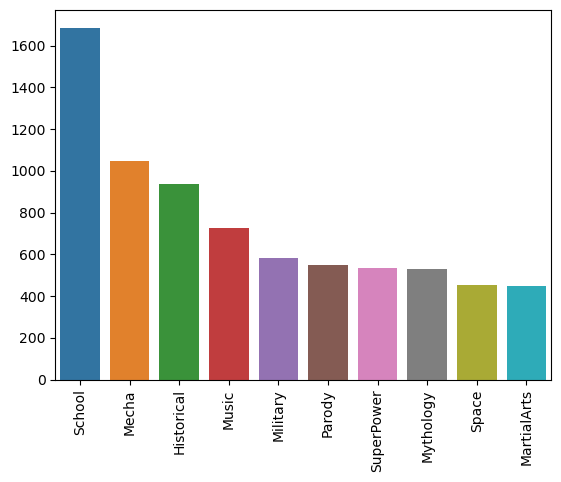 1600
1400
1200
1000
800
600
400
200
0
School
Mecha
Historical
Music
Military
Parody
SuperPower
Mythology
Space
MartialArts